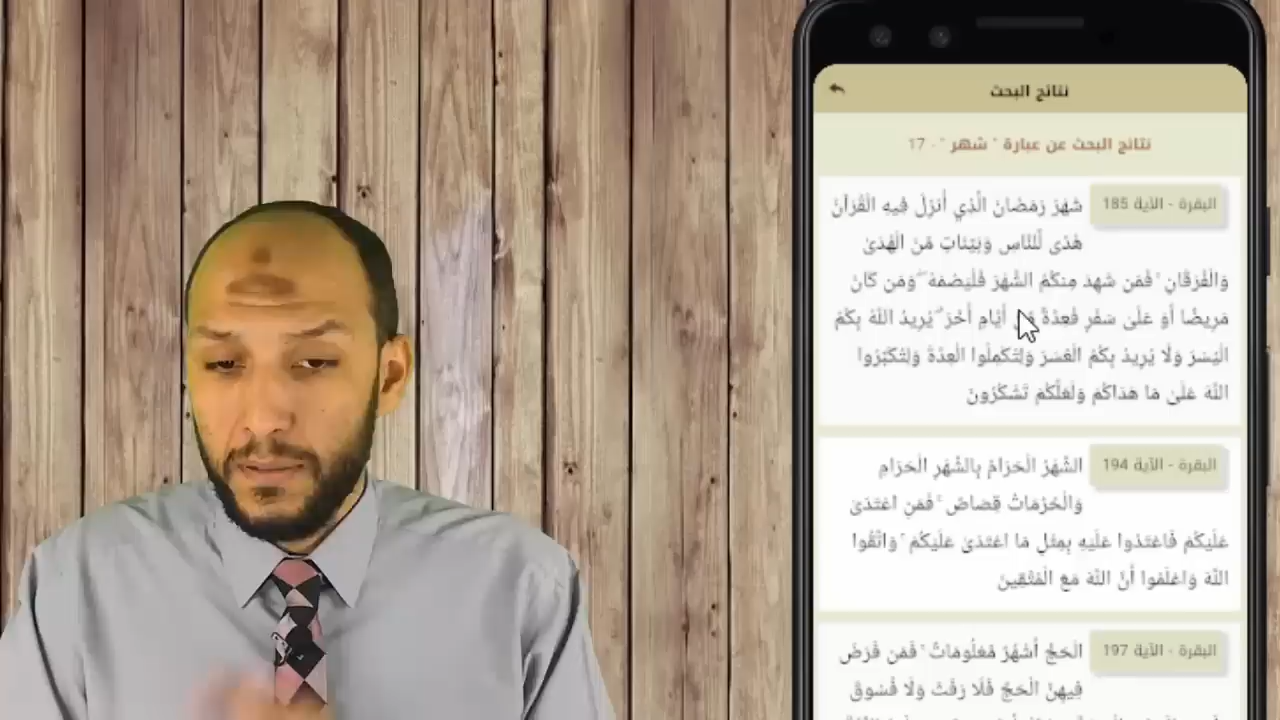 نتائج البحث
نتائج البحث عن عبارة " شهر " - 17
البقرة - الآية 185
شَهْرُ رَمَضَانَ الَّذِي أُنزِلَ فِيهِ الْقُرْآنُ
هُدًى لِّلنَّاسِ وَبَيِّنَاتٍ مِّنَ الْهُدَىٰ
وَالْفُرْقَانِ ۚ فَمَن شَهِدَ مِنكُمُ الشَّهْرَ فَلْيَصُمْهُ ۖ وَمَن كَانَ
مَرِيضًا أَوْ عَلَىٰ سَفَرٍ فَعِدَّةٌ أَيَّامٍ أُخَرَ ۗ يُرِيدُ اللَّهُ بِكُمُ
الْيُسْرَ وَلَا يُرِيدُ بِكُمُ الْعُسْرَ وَلِتُكْمِلُوا الْعِدَّةَ وَلِتُكَبِّرُوا
اللَّهَ عَلَىٰ مَا هَدَاكُمْ وَلَعَلَّكُمْ تَشْكُرُونَ
البقرة - الآية 194
الشَّهْرُ الْحَرَامُ بِالشَّهْرِ الْحَرَامِ
وَالْحُرُمَاتُ قِصَاصٌ ۚ فَمَنِ اعْتَدَىٰ
عَلَيْكُمْ فَاعْتَدُوا عَلَيْهِ بِمِثْلِ مَا اعْتَدَىٰ عَلَيْكُمْ ۚ وَاتَّقُوا
اللَّهَ وَاعْلَمُوا أَنَّ اللَّهَ مَعَ الْمُتَّقِينَ
البقرة - الآية 197
الْحَجُّ أَشْهُرٌ مَّعْلُومَاتٌ ۚ فَمَن فَرَضَ
فِيهِنَّ الْحَجَّ فَلَا رَفَثَ وَلَا فُسُوقَ